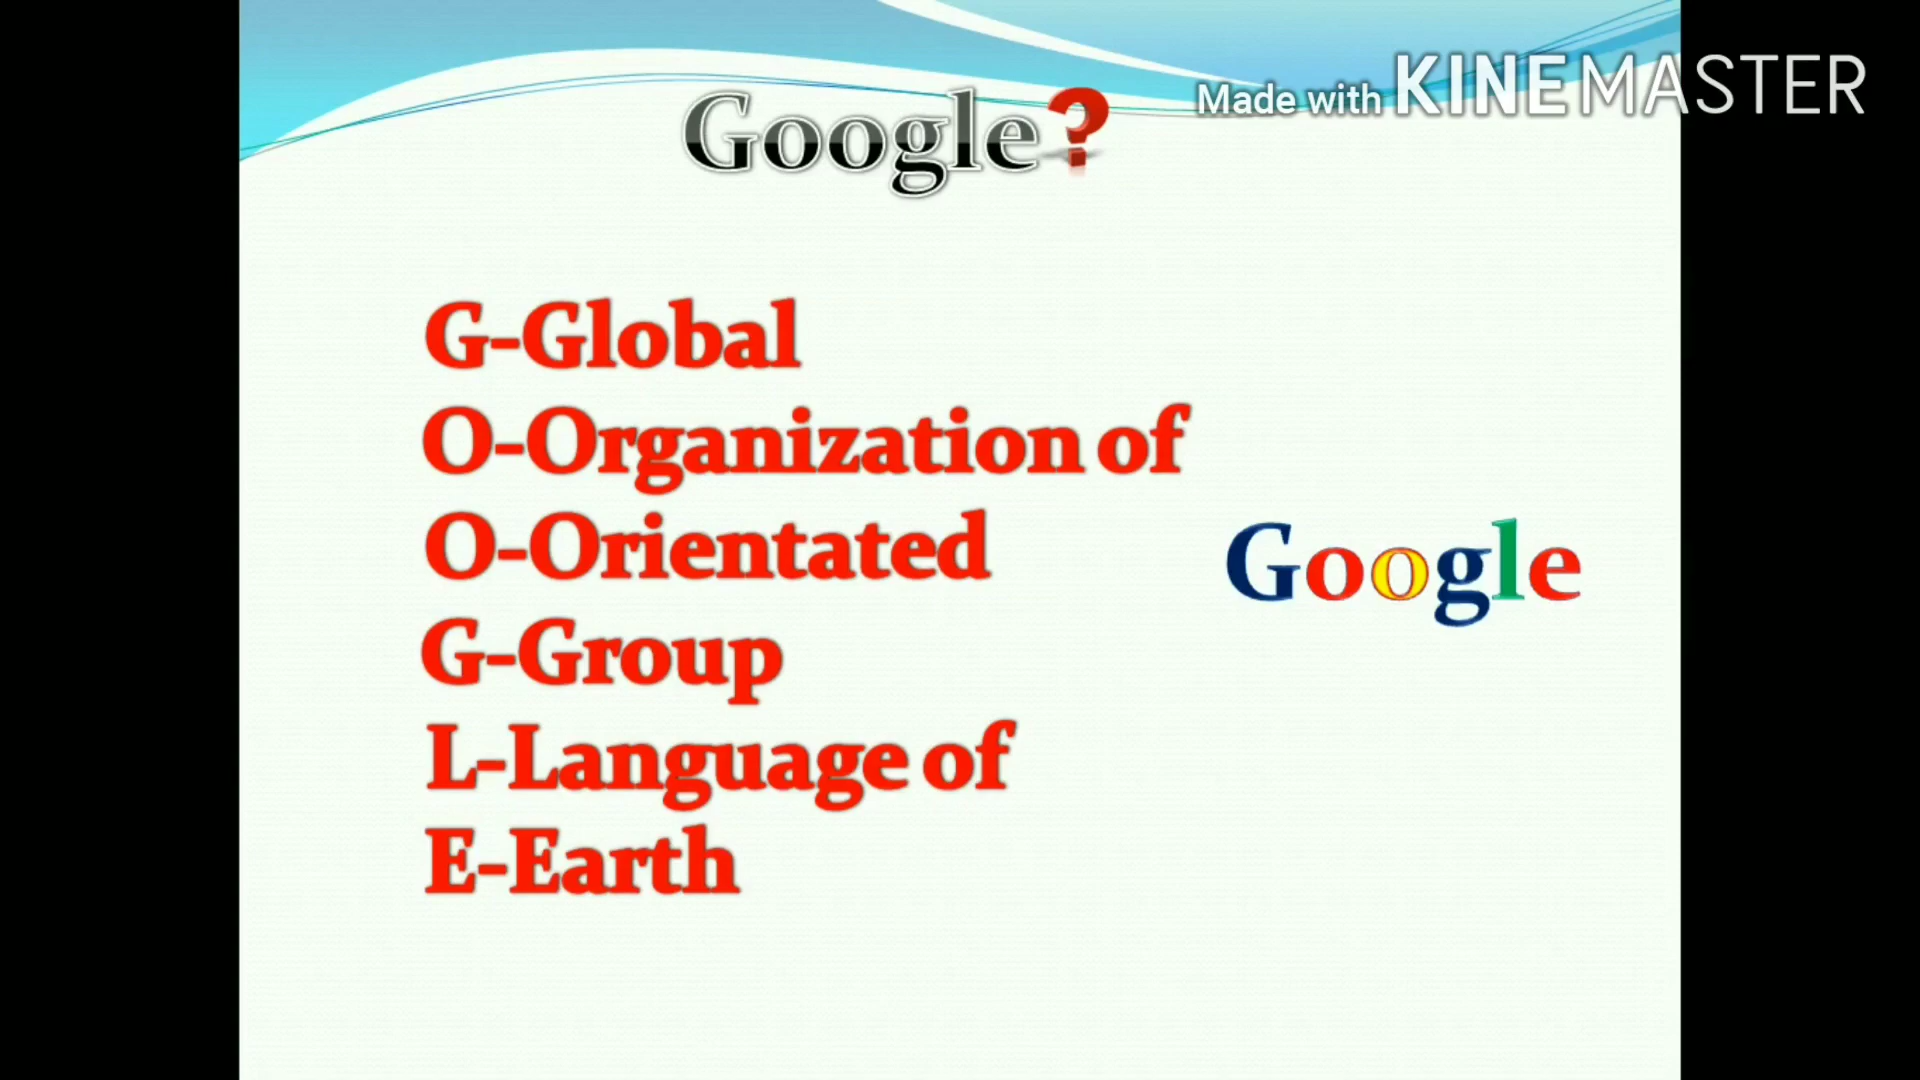 Made with KINEMASTER
Google?
G-Global
O-Organization of
O-Orientated
G-Group
L-Language of
E-Earth
Google